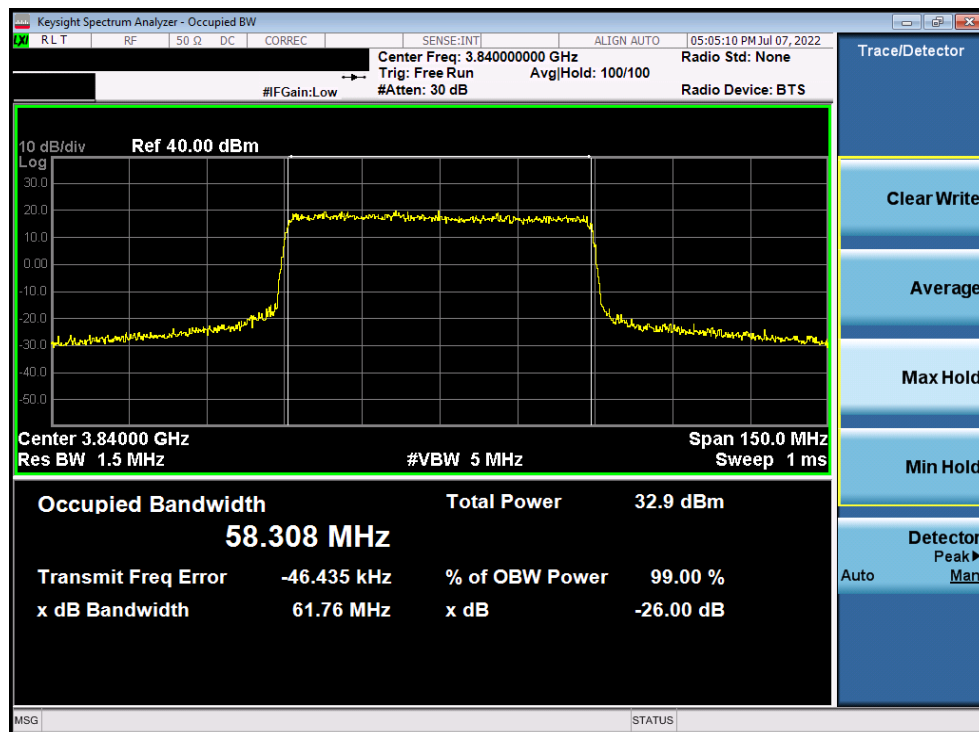 Keysight Spectrum Analyzer - Occupied BW
LXI RLT RF 50 Ω DC CORREC SENSE:INT ALIGN AUTO 05:05:10 PM Jul 07, 2022
Center Freq: 3.840000000 GHz Radio Std: None
Trig: Free Run Avg|Hold: 100/100
#IFGain:Low #Atten: 30 dB Radio Device: BTS
Trace/Detector
10 dB/div Ref 40.00 dBm
Log
30.0
20.0
10.0
0.00
-10.0
-20.0
-30.0
-40.0
-50.0
Center 3.84000 GHz Span 150.0 MHz
Res BW 1.5 MHz #VBW 5 MHz Sweep 1 ms
Occupied Bandwidth Total Power 32.9 dBm
58.308 MHz
Transmit Freq Error -46.435 kHz % of OBW Power 99.00 %
x dB Bandwidth 61.76 MHz x dB -26.00 dB
Clear Write
Average
Max Hold
Min Hold
Detector
Peak▶
Auto Man
MSG STATUS